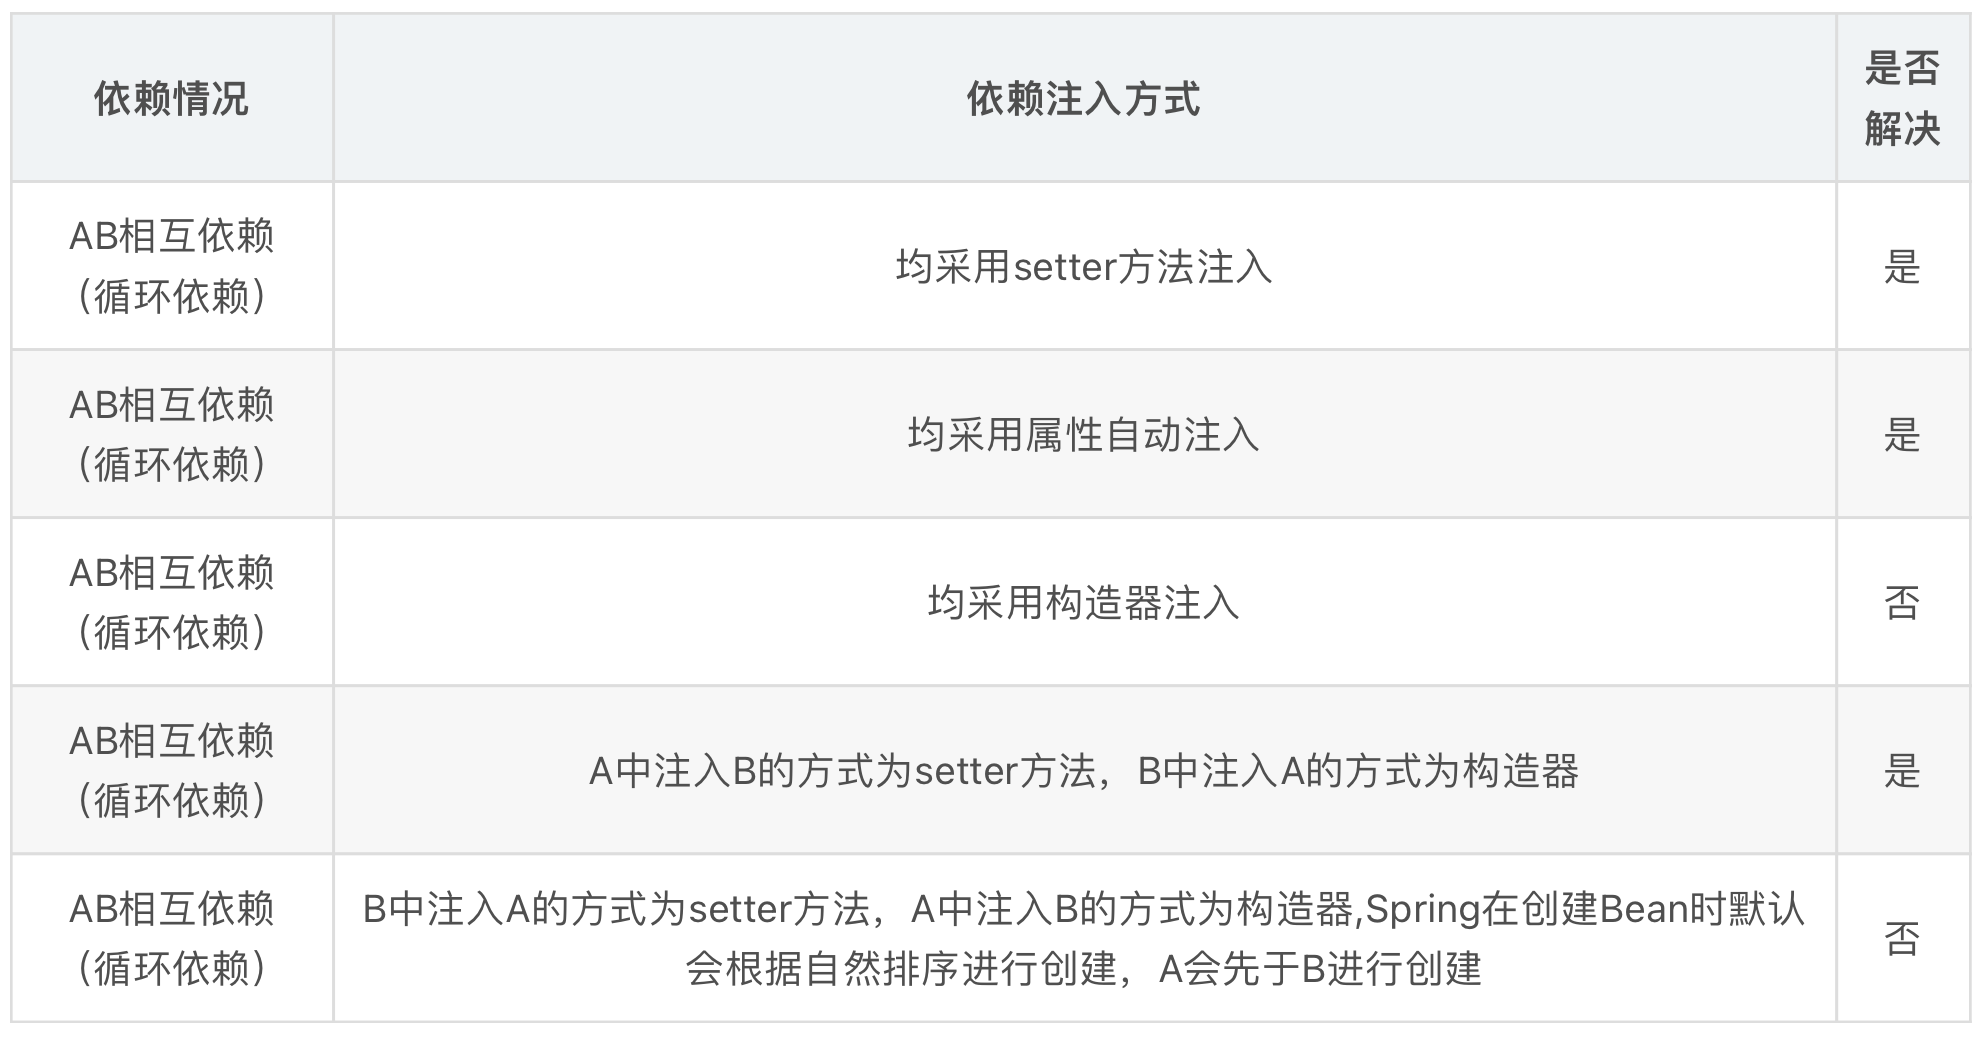 依赖情况
依赖注入方式
是否
解决
AB相互依赖
（循环依赖）
均采用setter方法注入
是
AB相互依赖
（循环依赖）
均采用属性自动注入
是
AB相互依赖
（循环依赖）
均采用构造器注入
否
AB相互依赖
（循环依赖）
A中注入B的方式为setter方法，B中注入A的方式为构造器
是
AB相互依赖
（循环依赖）
B中注入A的方式为setter方法，A中注入B的方式为构造器,Spring在创建Bean时默认
会根据自然排序进行创建，A会先于B进行创建
否